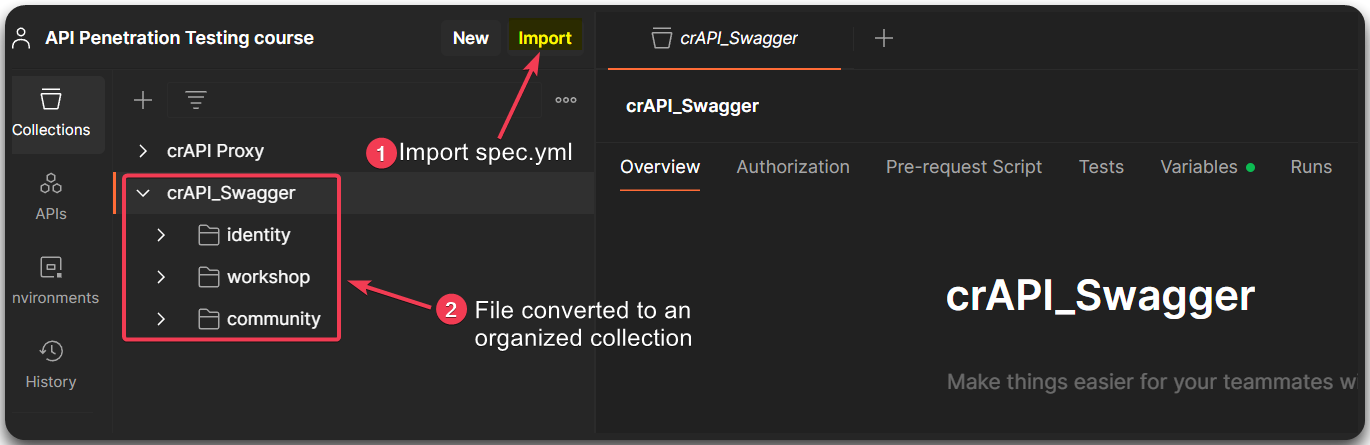 API Penetration Testing course
New
Import
crAPI_Swagger
Collections
crAPI_Swagger
1 Import spec.yml
crAPI Proxy
Overview
Authorization
Pre-request Script
Tests
Variables
Runs
crAPI_Swagger
APIs
identity
nvironments
workshop
2 File converted to an
organized collection
crAPI_Swagger
community
History
Make things easier for your teammates w